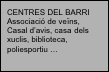 CENTRES DEL BARRI
Associació de veïns,
Casal d'avis, casa dels
xuclis, biblioteca,
poliesportiu ...